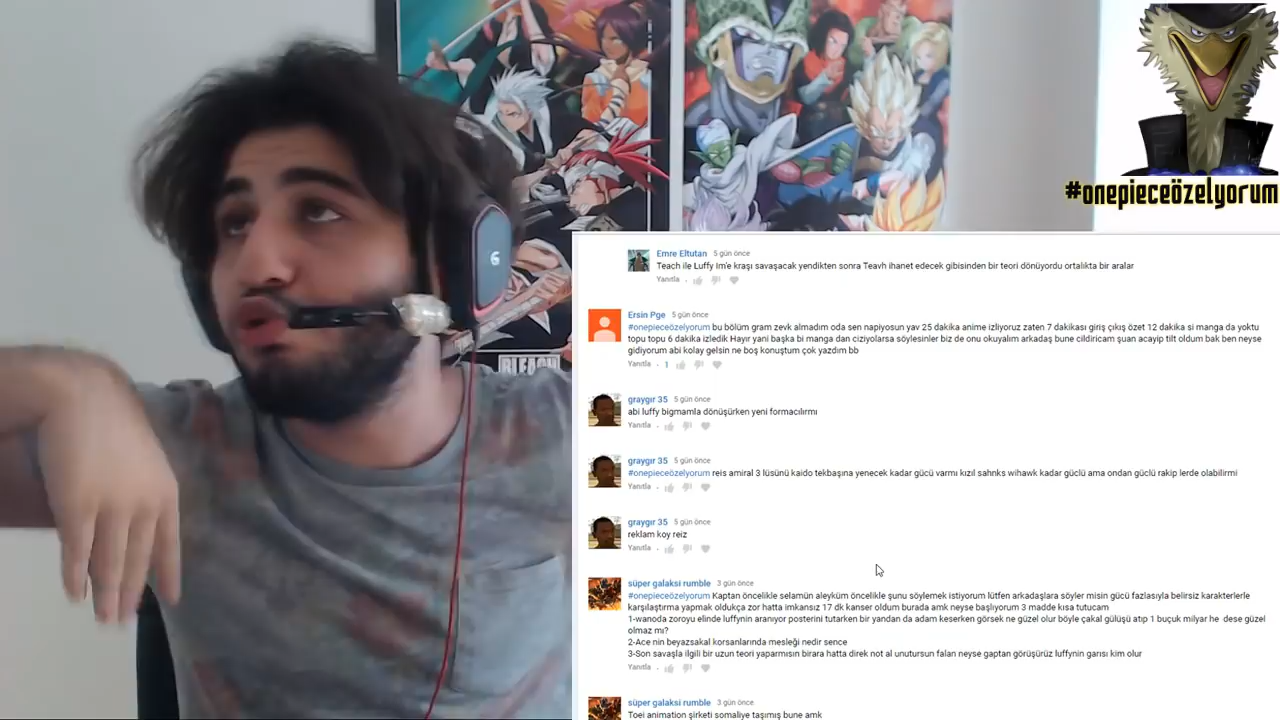 #onepieceözelyorum
6
BLEACH
Emre Eltutan 5 gün önce
Teach ile Luffy Im'e kraşı savaşacak yendikten sonra Teavh ihanet edecek gibisinden bir teori dönüyordu ortalıkta bir aralar
Yanıtla
Ersin Pge 5 gün önce
#onepieceözelyorum bu bölüm gram zevk almadım oda sen napiyosun yav 25 dakika anime izliyoruz zaten 7 dakikası giriş çıkış özet 12 dakika si manga da yoktu
topu topu 6 dakika izledik Hayır yani başka bi manga dan ciziyolarsa söylesinler biz de onu okuyalım arkadaş bune cildiricam şuan acayip tilt oldum bak ben neyse
gidiyorum abi kolay gelsin ne boş konuştum çok yazdım bb
Yanıtla 1
graygır 35 5 gün önce
abi luffy bigmamla dönüşürken yeni formacılırmı
Yanıtla
graygır 35 5 gün önce
#onepieceözelyorum reis amiral 3 lüsünü kaido tekbaşına yenecek kadar gücü varmı kızıl sahnks wihawk kadar güclü ama ondan güclü rakip lerde olabilirmi
Yanıtla
graygır 35 5 gün önce
reklam koy reiz
Yanıtla
süper galaksi rumble 3 gün önce
#onepieceözelyorum Kaptan öncelikle selamün aleyküm öncelikle şunu söylemek istiyorum lütfen arkadaşlara söyler misin gücü fazlasıyla belirsiz karakterlerle
karşılaştırma yapmak oldukça zor hatta imkansız 17 dk kanser oldum burada amk neyse başlıyorum 3 madde kısa tutucam
1-wanoda zoroyu elinde luffynin aranıyor posterini tutarken bir yandan da adam keserken görsek ne güzel olur böyle çakal gülüşü atıp 1 buçuk milyar he dese güzel
olmaz mı?
2-Ace nin beyazsakal korsanlarında mesleği nedir sence
3-Son savaşla ilgili bir uzun teori yaparmısın birara hatta direk not al unutursun falan neyse gaptan görüşürüz luffynin garısı kim olur
Yanıtla
süper galaksi rumble 3 gün önce
Toei animation şirketi somaliye taşımış bune amk